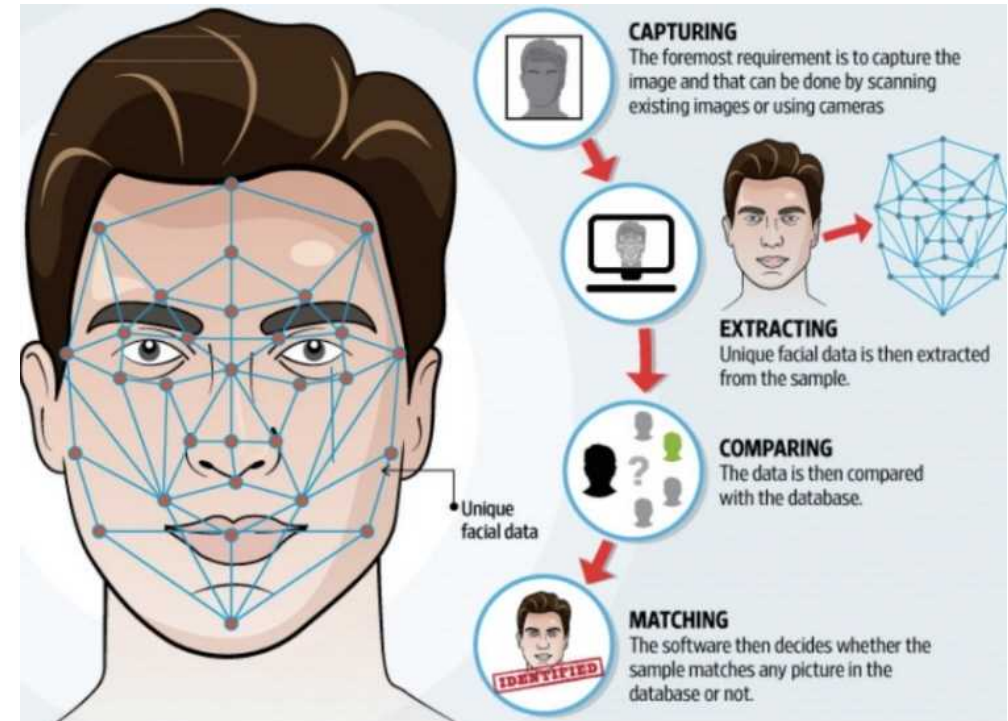 CAPTURING
The foremost requirement is to capture the
image and that can be done by scanning
existing images or using cameras
EXTRACTING
Unique facial data is then extracted
from the sample.
COMPARING
The data is then compared
with the database.
?
Unique
facial data
MATCHING
The software then decides whether the
sample matches any picture in the
database or not.
IDENTIFIED